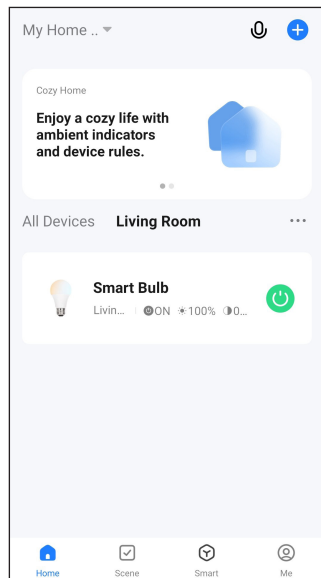 My Home ..
Cozy Home
Enjoy a cozy life with
ambient indicators
and device rules.
All Devices Living Room
Smart Bulb
Livin... ON 100% 0...
Home Scene Smart Me